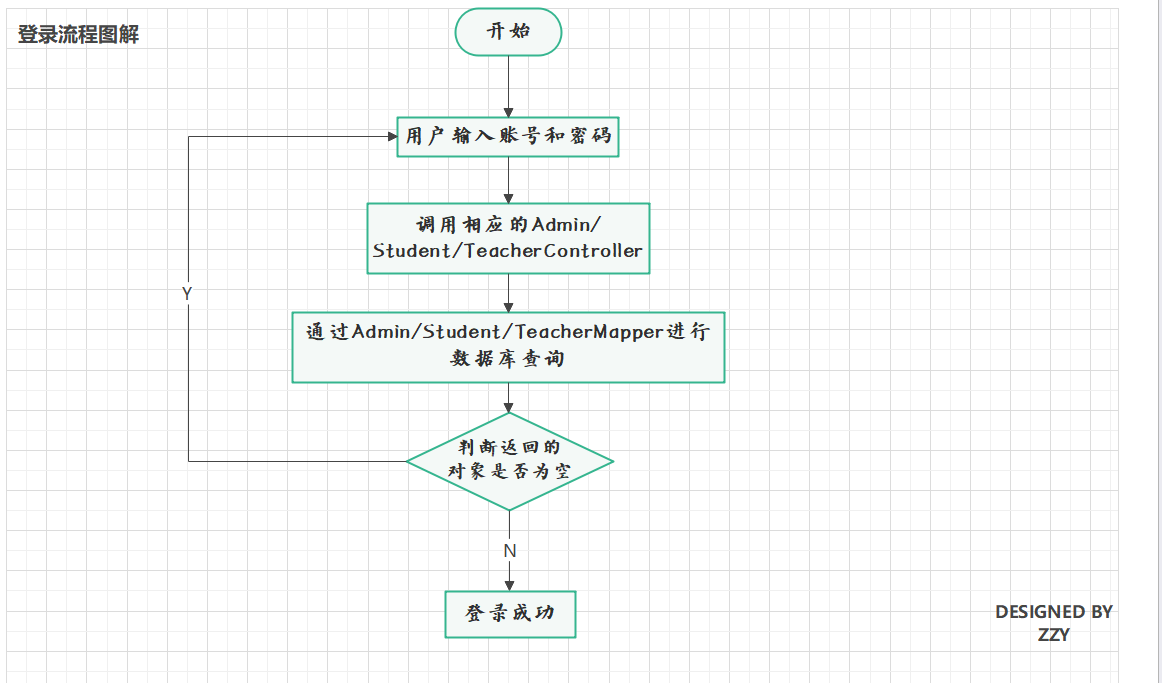 登录流程图解
开始
用户输入账号和密码
调用相应的Admin/
Student/TeacherController
通过Admin/Student/TeacherMapper进行
数据库查询
判断返回的
对象是否为空
Y
N
登录成功
DESIGNED BY
ZZY